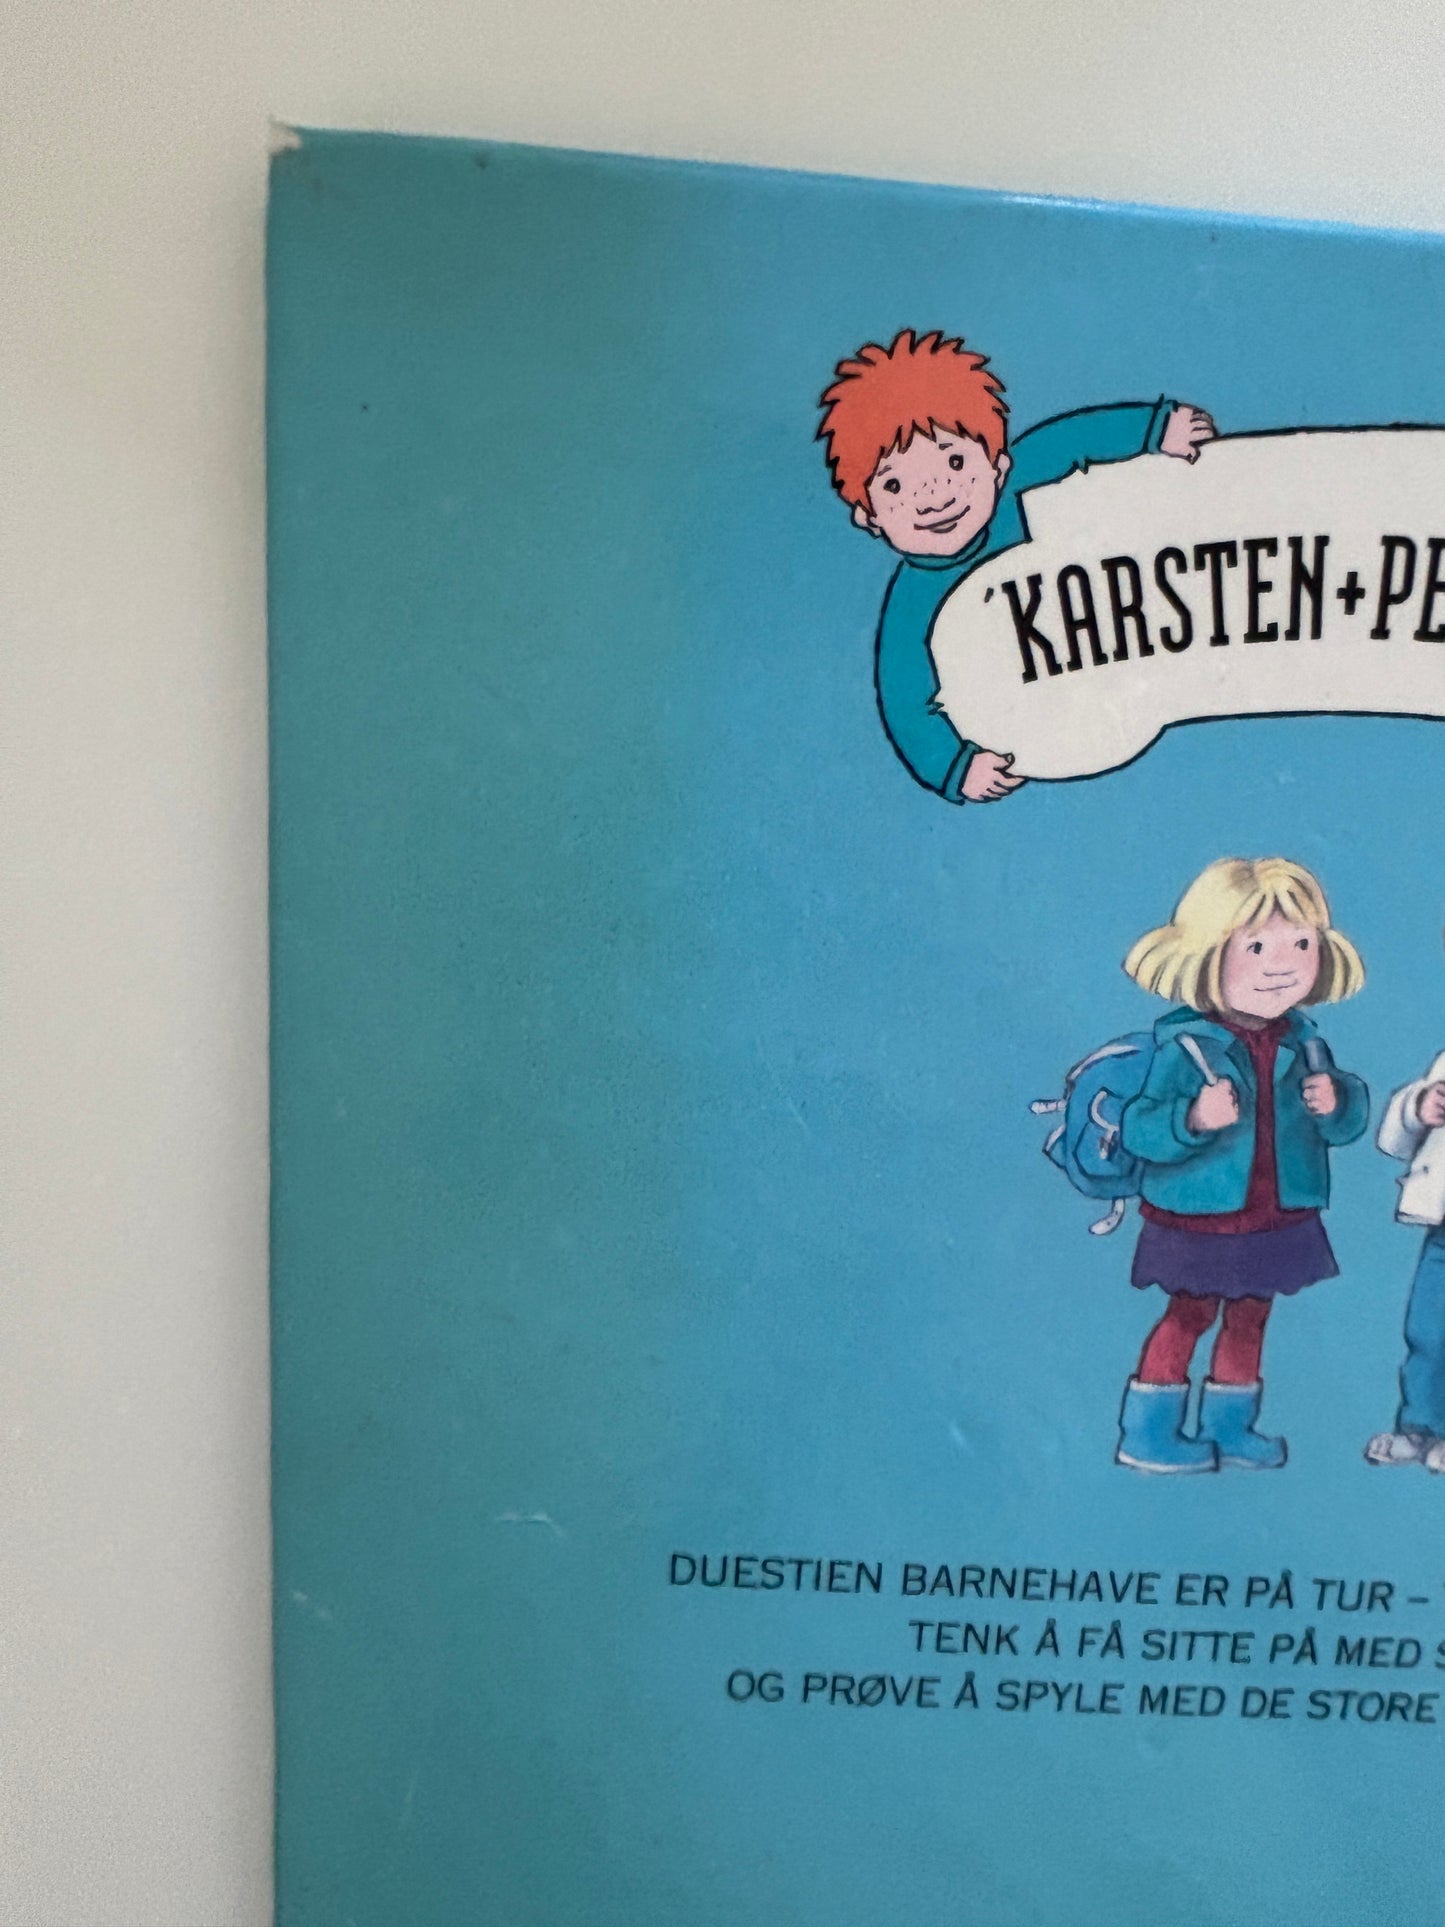 'KARSTEN+PE
DUESTIEN BARNEHAVE ER PÅ TUR –
TENK Å FÅ SITTE PÅ MED
OG PRØVE Å SPYLE MED DE STORE